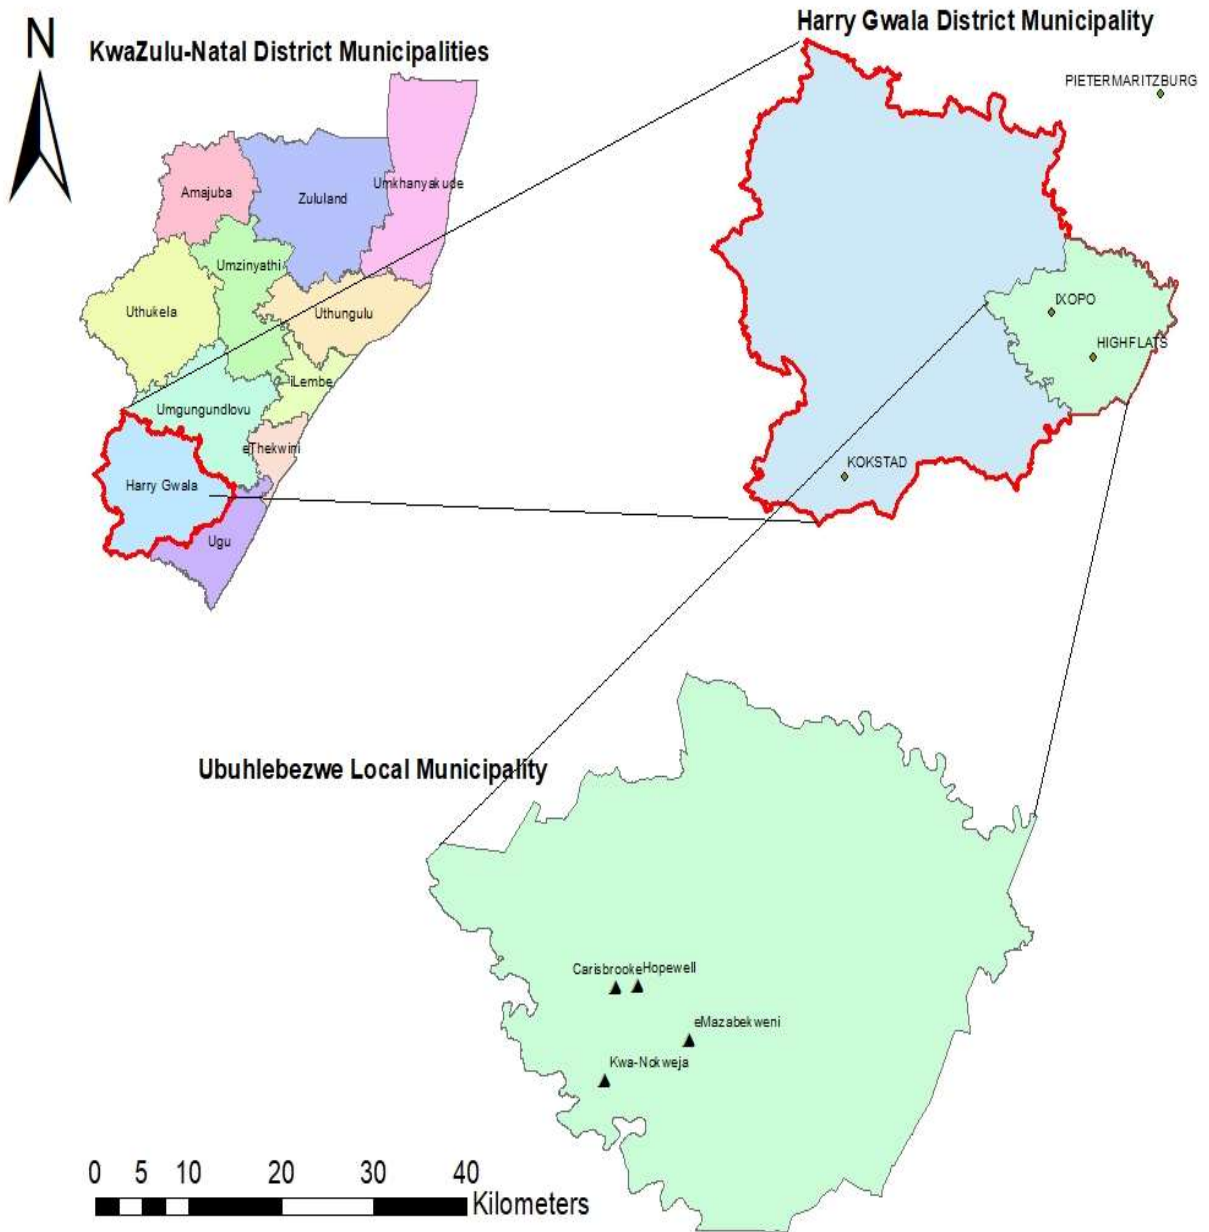 N
KwaZulu-Natal District Municipalities
Amajuba
Zululand
Umkhanyakude
Umzinyathi
Uthukela
Uthungulu
iLembe
Umgungundlovu
eThekwini
Harry Gwala
Ugu
Harry Gwala District Municipality
PIETERMARITZBURG
IXOPO
HIGHFLATS
KOKSTAD
Ubuhlebezwe Local Municipality
Carisbrooke
Hopewell
eMazabekweni
Kwa-Nokweja
0 5 10 20 30 40
Kilometers